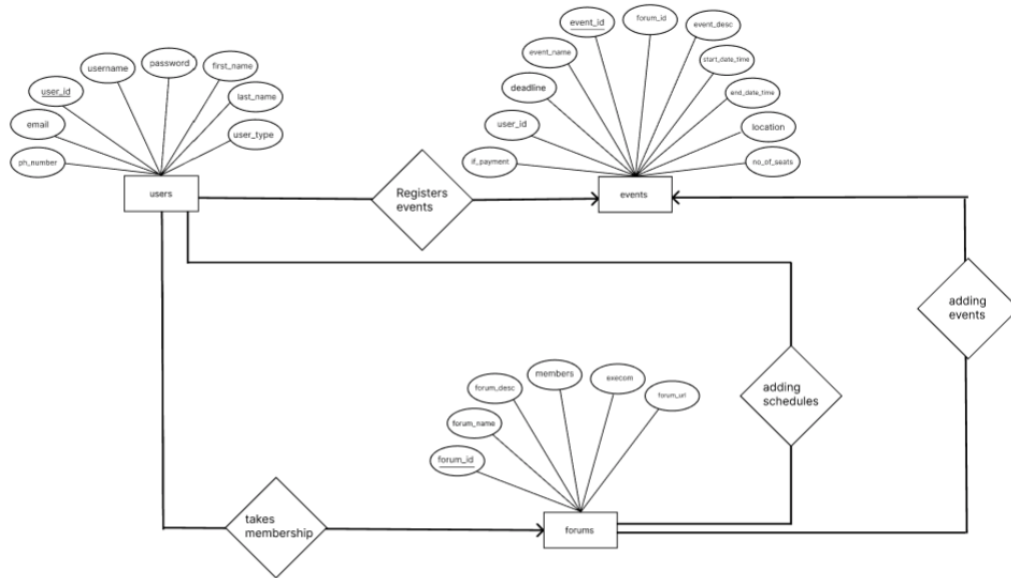 event_id
forum_id
event_desc
event_name
start_date_time
deadline
end_date_time
user_id
location
if_payment
no_of_seats
username
password
first_name
user_id
last_name
email
user_type
ph_number
users
Registers
events
events
adding
events
forum_desc
members
execom
forum_url
forum_name
forum_id
adding
schedules
takes
membership
forums